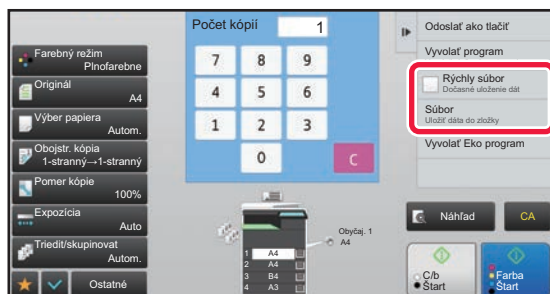 Počet kópií 1
Farebný režim
Plnofarebne
Originál
A4
Výber papiera
Autom.
Obojstr. kópia
1-stranný→1-stranný
Pomer kópie
100%
Expozícia
Auto
Triediť/skupinovat
Autom.
Ostatné
7 8 9
4 5 6
1 2 3
0 C
Obyčaj. 1
A4
1 A4
2 A4
3 B4
4 A3
Odoslať ako tlačiť
Vyvolať program
Rýchly súbor
Dočasné uloženie dát
Súbor
Uložiť dáta do zložky
Vyvolať Eko program
Náhľad
CA
C/b
Štart
Farba
Štart